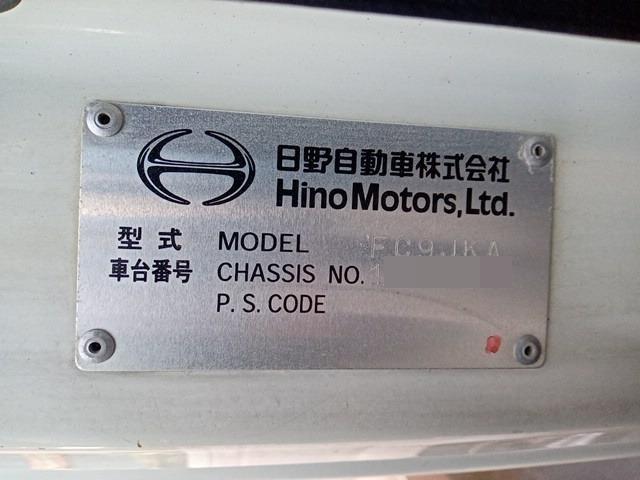 日野自動車株式会社
Hino Motors, Ltd.
型式 MODEL FC9JKA
車台番号 CHASSIS NO. 1
P.S.CODE